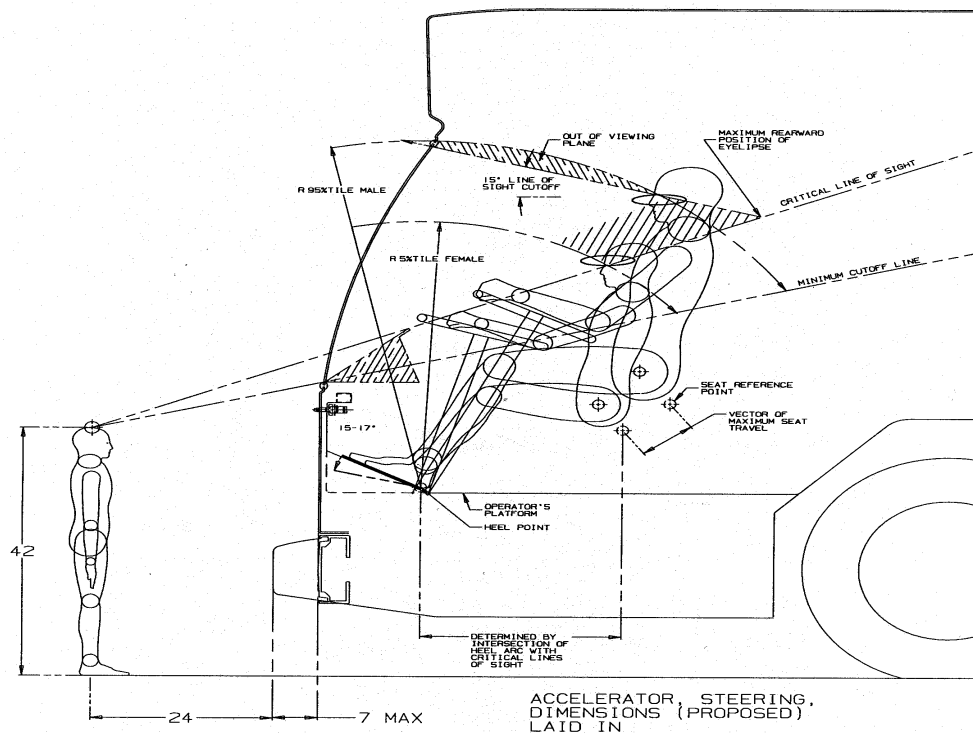 OUT OF VIEWING
PLANE
MAXIMUM REARWARD
POSITION OF
EYELIPSE
15° LINE OF
SIGHT CUTOFF
R 95%TILE MALE
CRITICAL LINE OF SIGHT
R 5%TILE FEMALE
MINIMUM CUTOFF LINE
SEAT REFERENCE
POINT
VECTOR OF
MAXIMUM SEAT
TRAVEL
15-17°
OPERATOR'S
PLATFORM
HEEL POINT
42
DETERMINED BY
INTERSECTION OF
HEEL ARC WITH
CRITICAL LINES
OF SIGHT
24
7 MAX
ACCELERATOR, STEERING,
DIMENSIONS (PROPOSED)
LAID IN